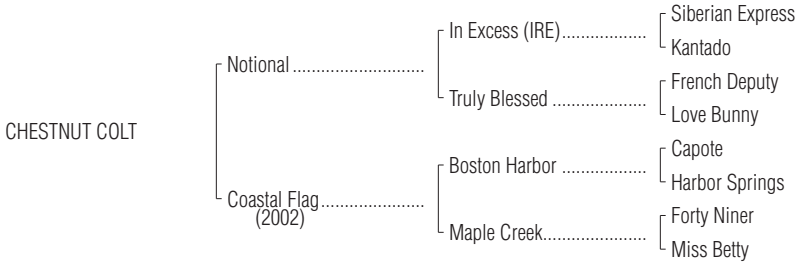 Siberian Express
In Excess (IRE)..................
Kantado
Notional ............................
French Deputy
Truly Blessed ....................
Love Bunny
CHESTNUT COLT
Capote
Boston Harbor ..................
Harbor Springs
Coastal Flag......................
(2002)
Forty Niner
Maple Creek......................
Miss Betty